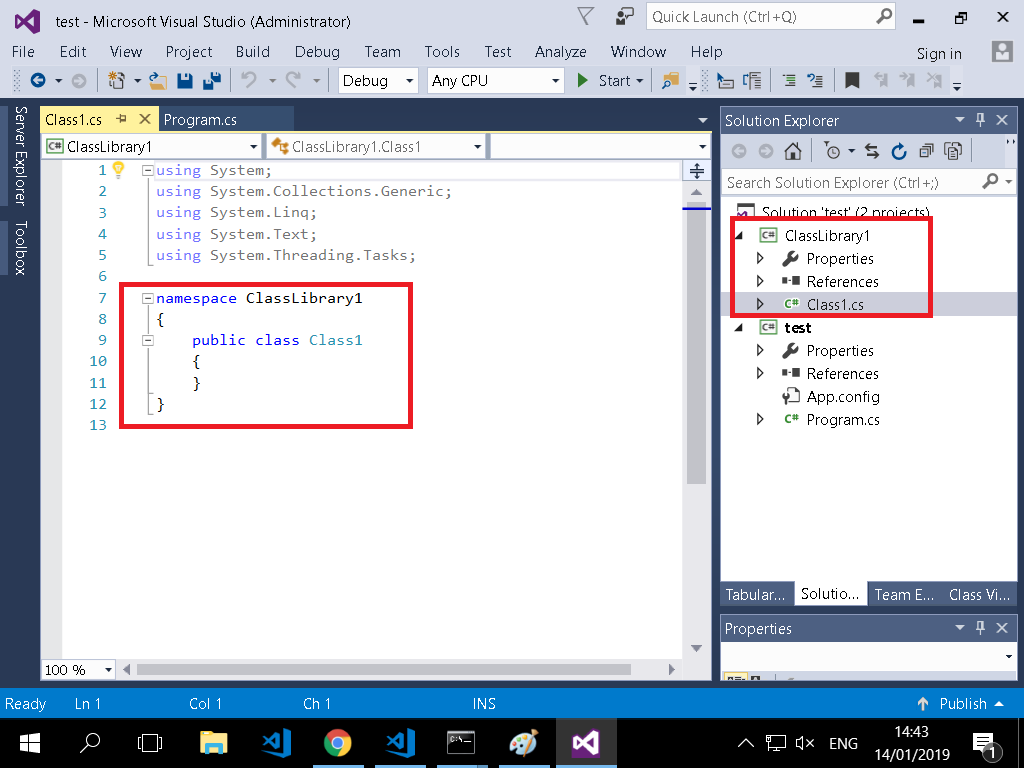 test - Microsoft Visual Studio (Administrator)
Quick Launch (Ctrl+Q)
File Edit View Project Build Debug Team Tools Test Analyze Window Help
Sign in
Debug Any CPU Start
Server Explorer
Toolbox
Class1.cs Program.cs
C# ClassLibrary1 ClassLibrary1.Class1
1 using System;
2 using System.Collections.Generic;
3 using System.Linq;
4 using System.Text;
5 using System.Threading.Tasks;
6
7 namespace ClassLibrary1
8 {
9 public class Class1
10 {
11 }
12 }
13
100 %
Solution Explorer
Search Solution Explorer (Ctrl+;)
Solution 'test' (2 projects)
C# ClassLibrary1
Properties
References
C# Class1.cs
C# test
Properties
References
App.config
C# Program.cs
Tabular... Solutio... Team E... Class Vi...
Properties
Ready Ln 1 Col 1 Ch 1 INS Publish
ENG
14:43
14/01/2019
1